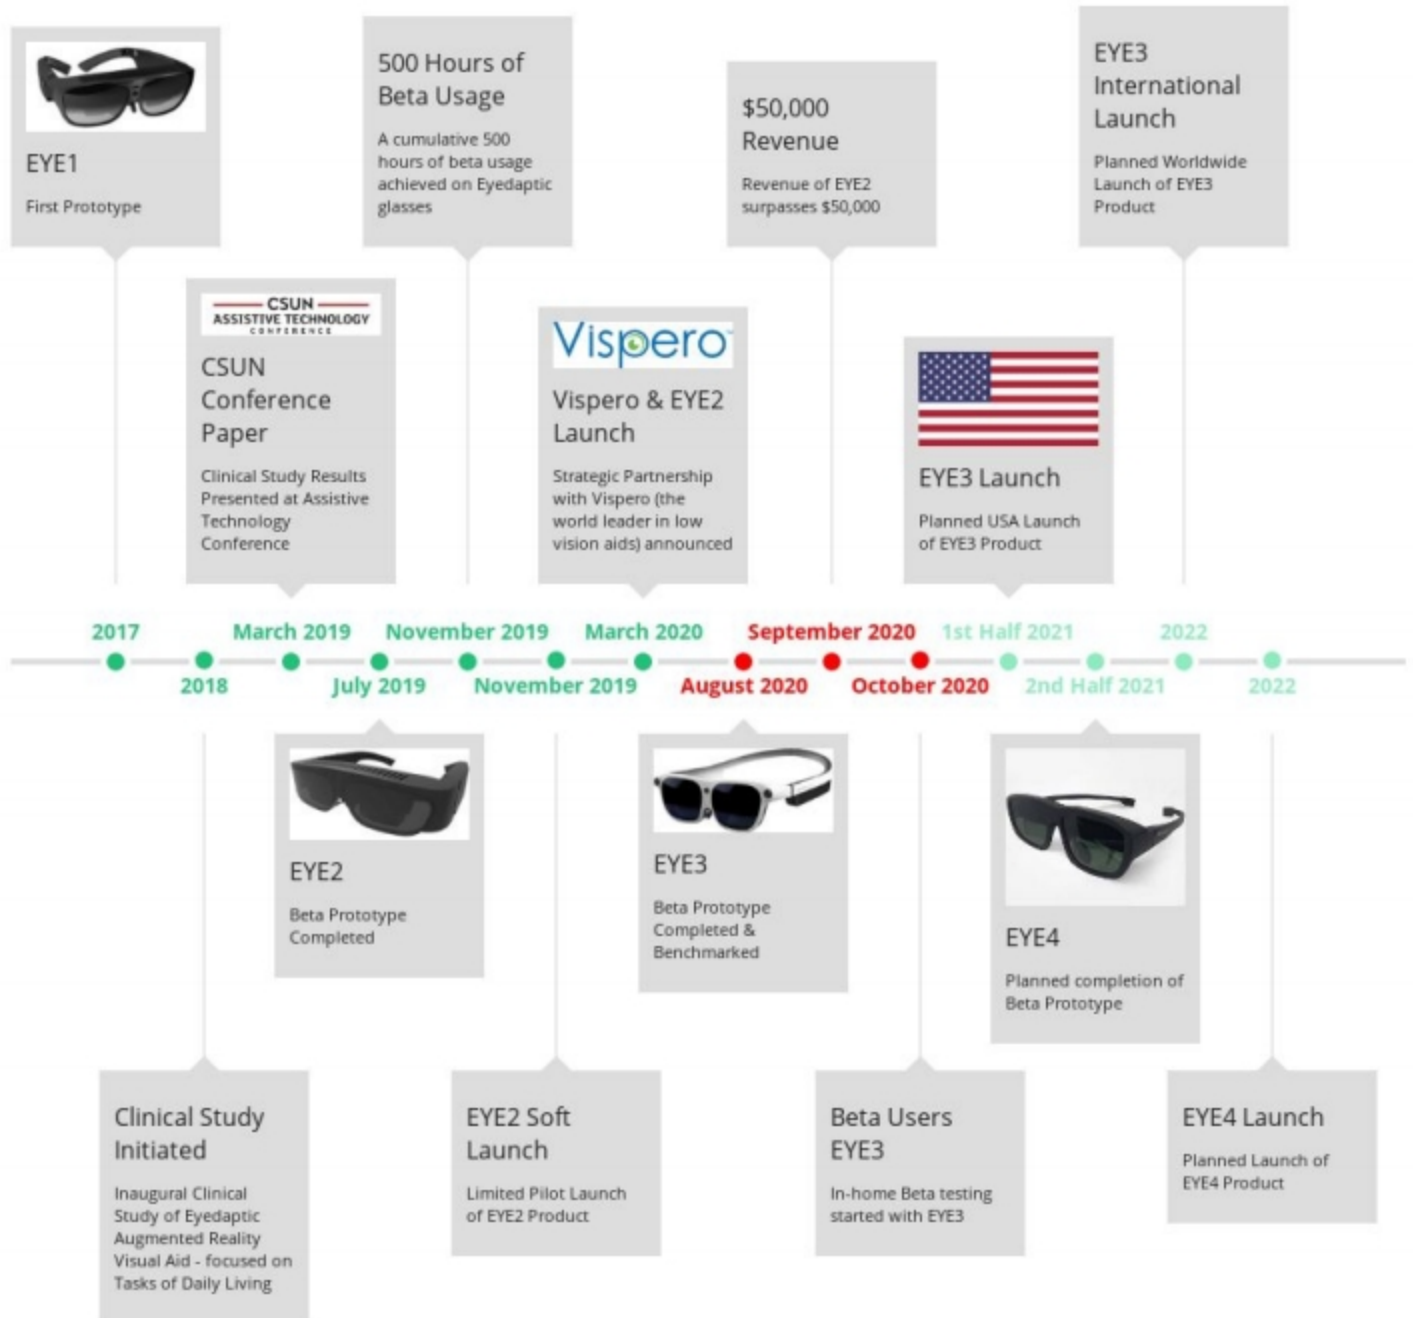 EYE1
First Prototype
500 Hours of
Beta Usage
A cumulative 500
hours of beta usage
achieved on Eyedaptic
glasses
$50,000
Revenue
Revenue of EYE2
surpasses $50,000
EYE3
International
Launch
Planned Worldwide
Launch of EYE3
Product
CSUN
ASSISTIVE TECHNOLOGY
CONFERENCE
CSUN
Conference
Paper
Clinical Study Results
Presented at Assistive
Technology
Conference
Vispero
Vispero & EYE2
Launch
Strategic Partnership
with Vispero (the
world leader in low
vision aids) announced
EYE3 Launch
Planned USA Launch
of EYE3 Product
2017
March 2019
November 2019
March 2020
September 2020
1st Half 2021
2022
2018
July 2019
November 2019
August 2020
October 2020
2nd Half 2021
2022
EYE2
Beta Prototype
Completed
EYE3
Beta Prototype
Completed &
Benchmarked
EYE4
Planned completion of
Beta Prototype
Clinical Study
Initiated
Inaugural Clinical
Study of Eyedaptic
Augmented Reality
Visual Aid - focused on
Tasks of Daily Living
EYE2 Soft
Launch
Limited Pilot Launch
of EYE2 Product
Beta Users
EYE3
In-home Beta testing
started with EYE3
EYE4 Launch
Planned Launch of
EYE4 Product